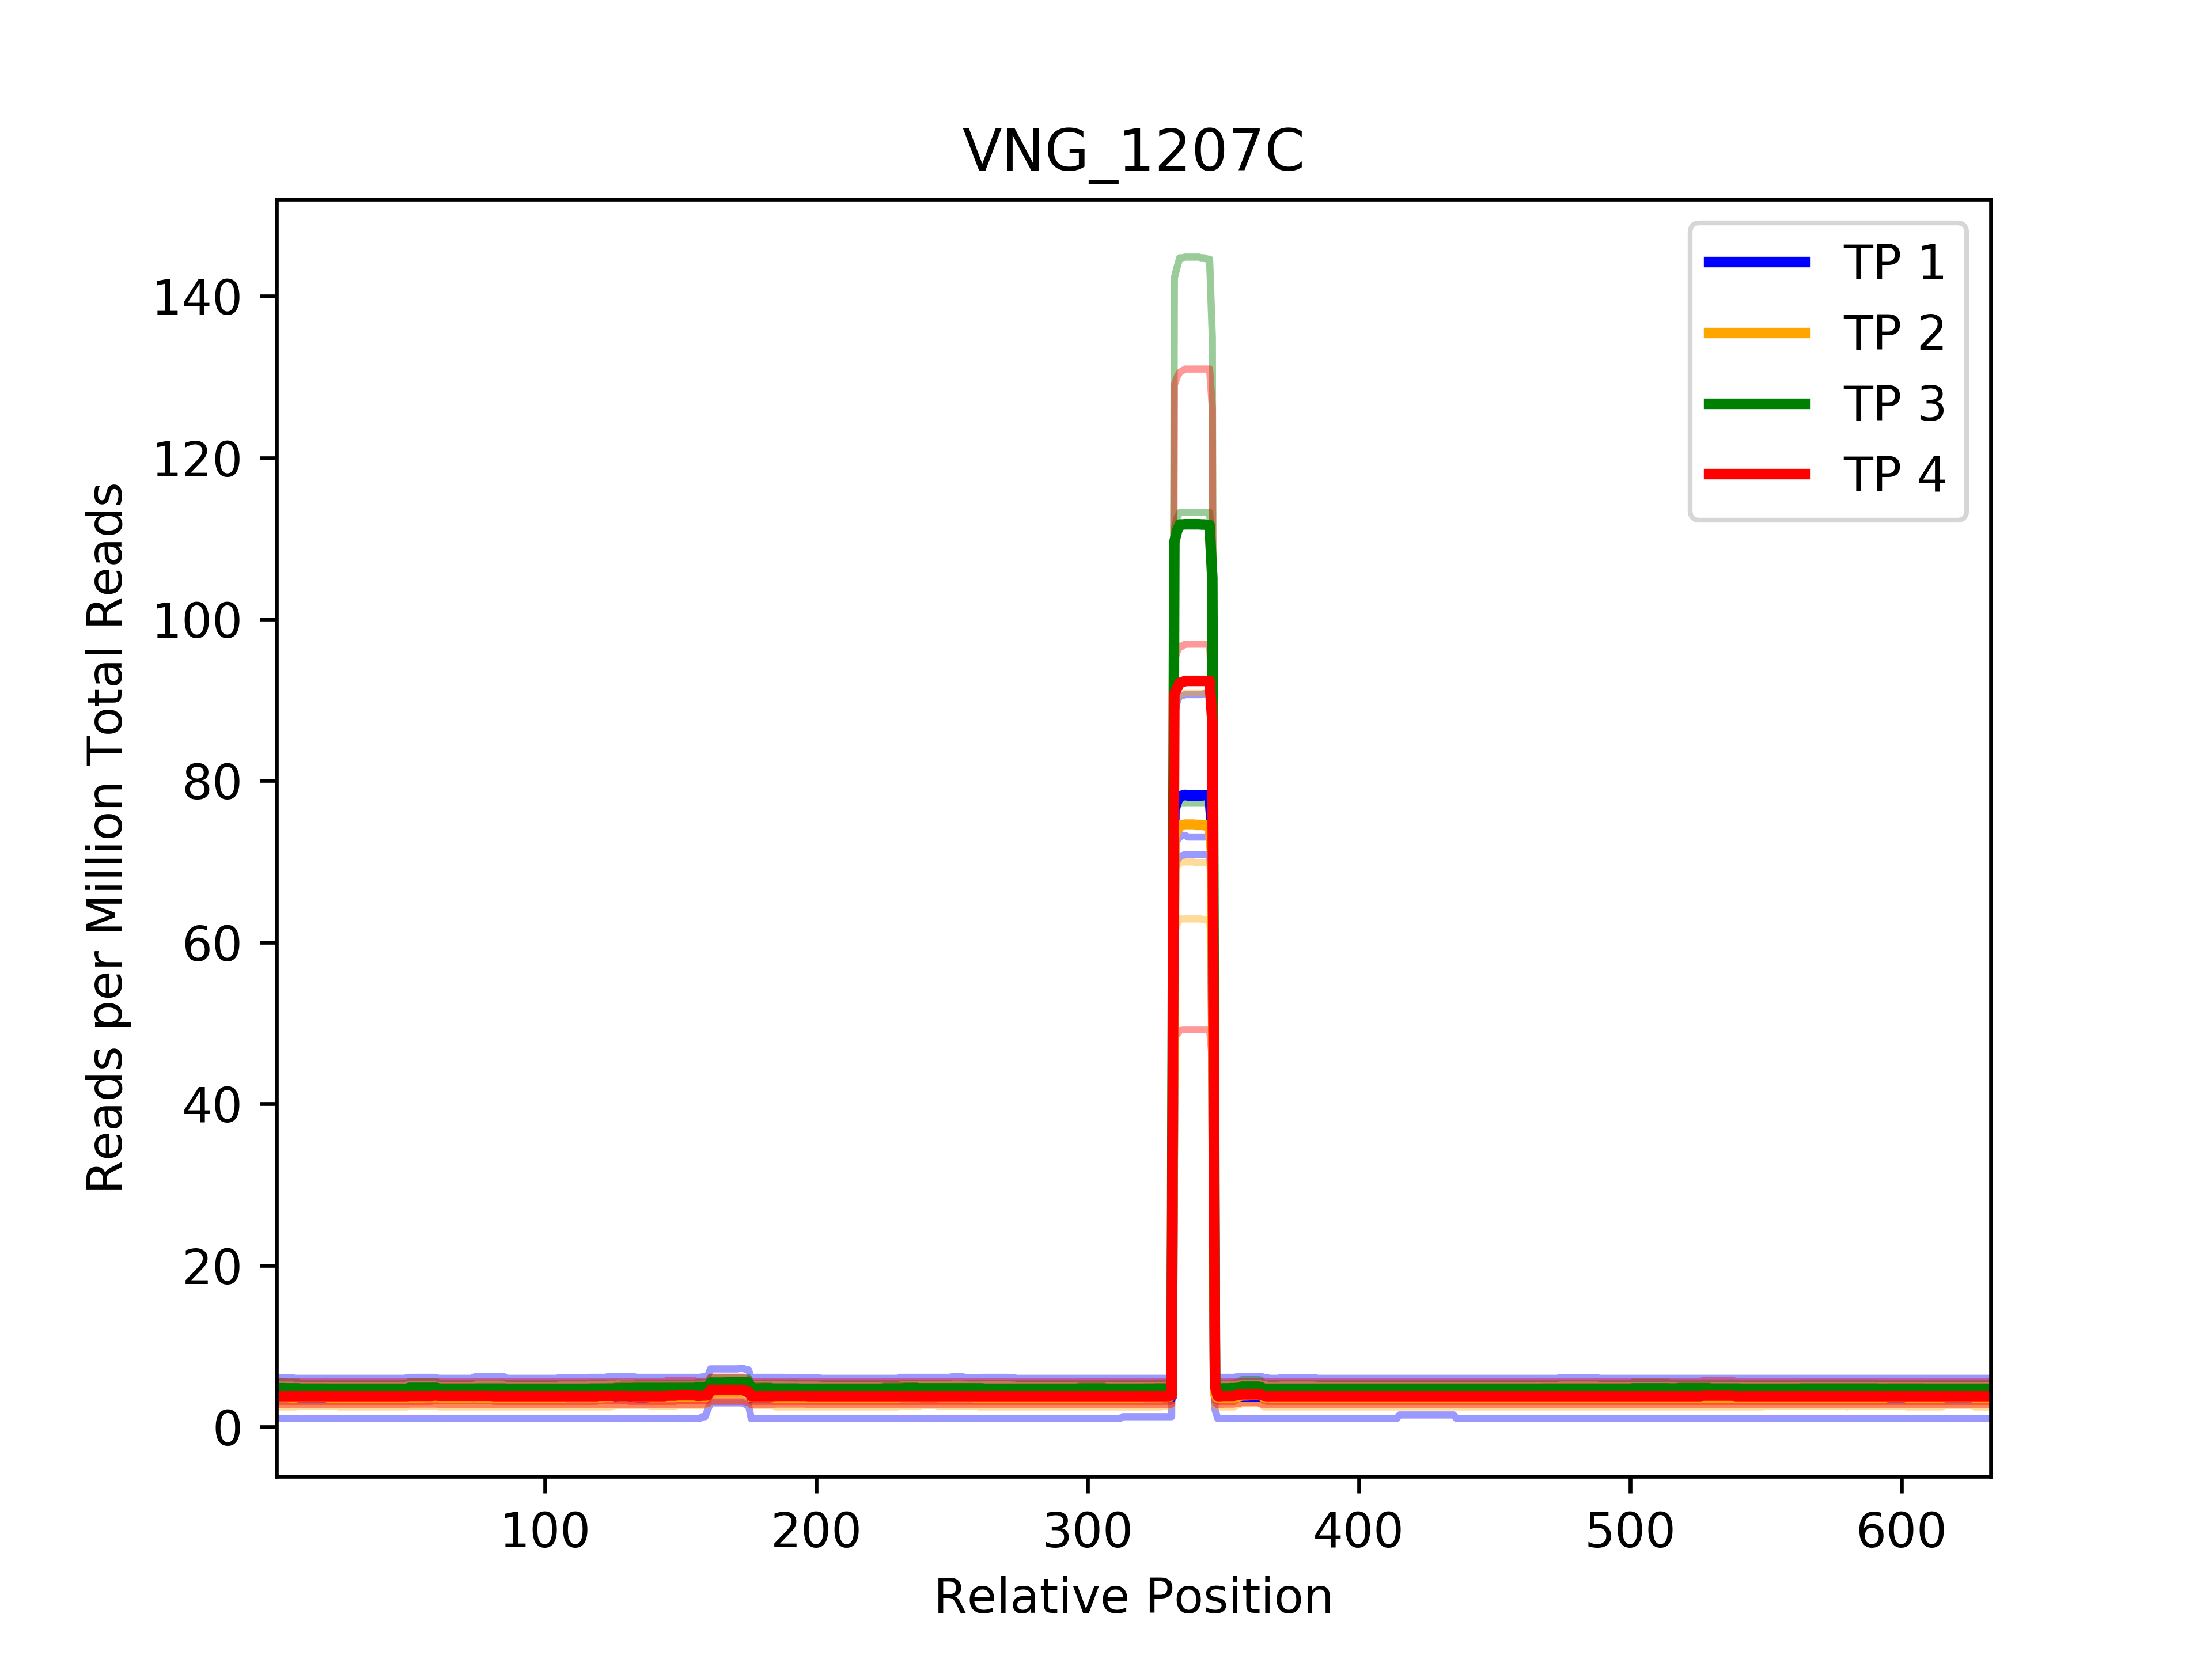 VNG_1207C
TP 1
TP 2
TP 3
TP 4
Reads per Million Total Reads
140
120
100
80
60
40
20
0
100 200 300 400 500 600
Relative Position